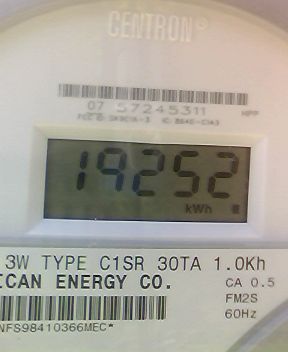 CENTRON®
07 57245311 MPP
19252
kWh
3W TYPE C1SR 30TA 1.0Kh
ICAN ENERGY CO. CA 0.5
FM2S
NFS98410366MEC* 60Hz